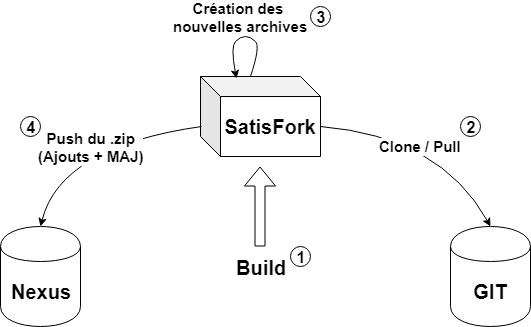 Création des
nouvelles archives
3
4
Push du .zip
(Ajouts + MAJ)
SatisFork
2
Clone / Pull
Build
1
Nexus
GIT